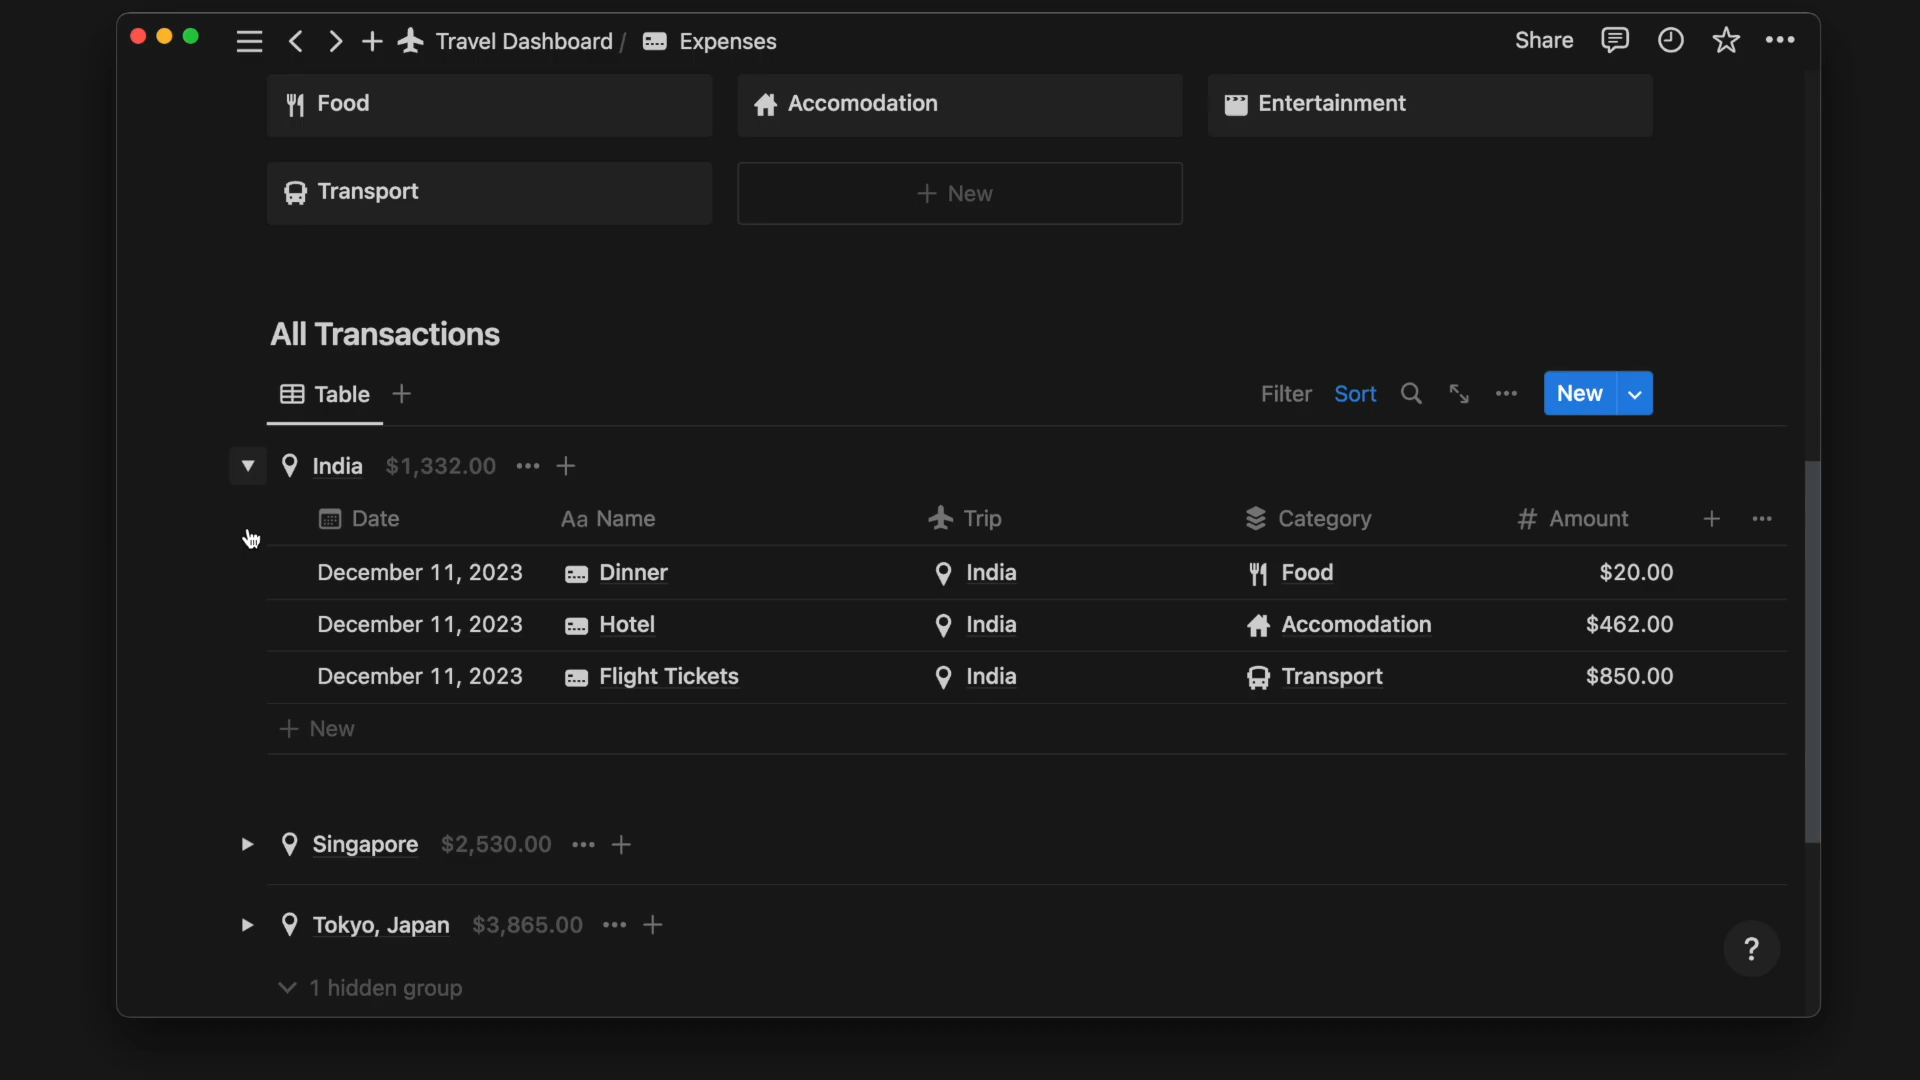 Travel Dashboard / Expenses
Share
Food
Accomodation
Entertainment
Transport
+ New
All Transactions
Table +
Filter Sort
New
India $1,332.00 ••• +
Date Aa Name Trip Category # Amount + •••
December 11, 2023 Dinner India Food $20.00
December 11, 2023 Hotel India Accomodation $462.00
December 11, 2023 Flight Tickets India Transport $850.00
+ New
Singapore $2,530.00 ••• +
Tokyo, Japan $3,865.00 ••• +
1 hidden group
?